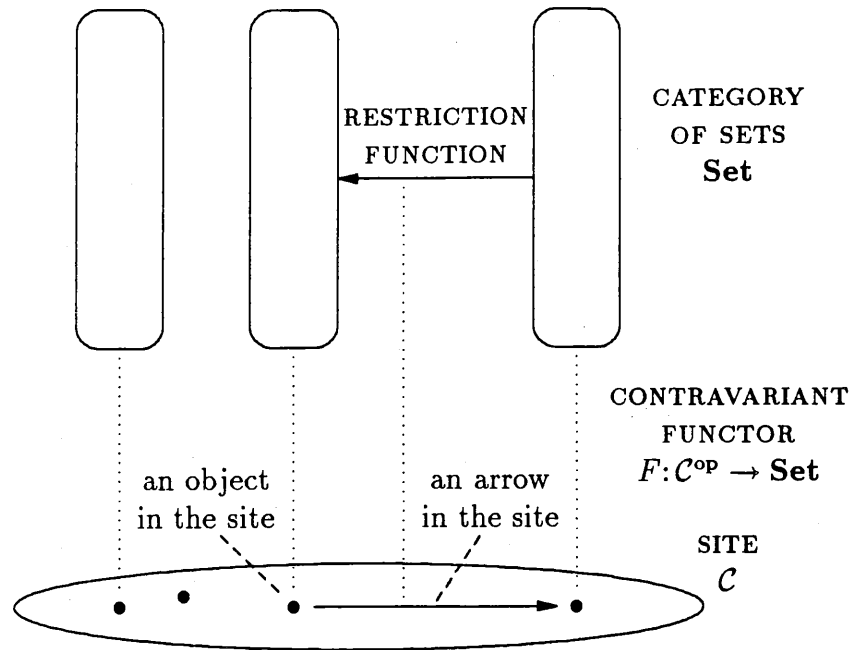 RESTRICTION
FUNCTION
CATEGORY
OF SETS
Set
CONTRAVARIANT
FUNCTOR
F: 𝒞ᵒᵖ → Set
an object
in the site
an arrow
in the site
SITE
𝒞